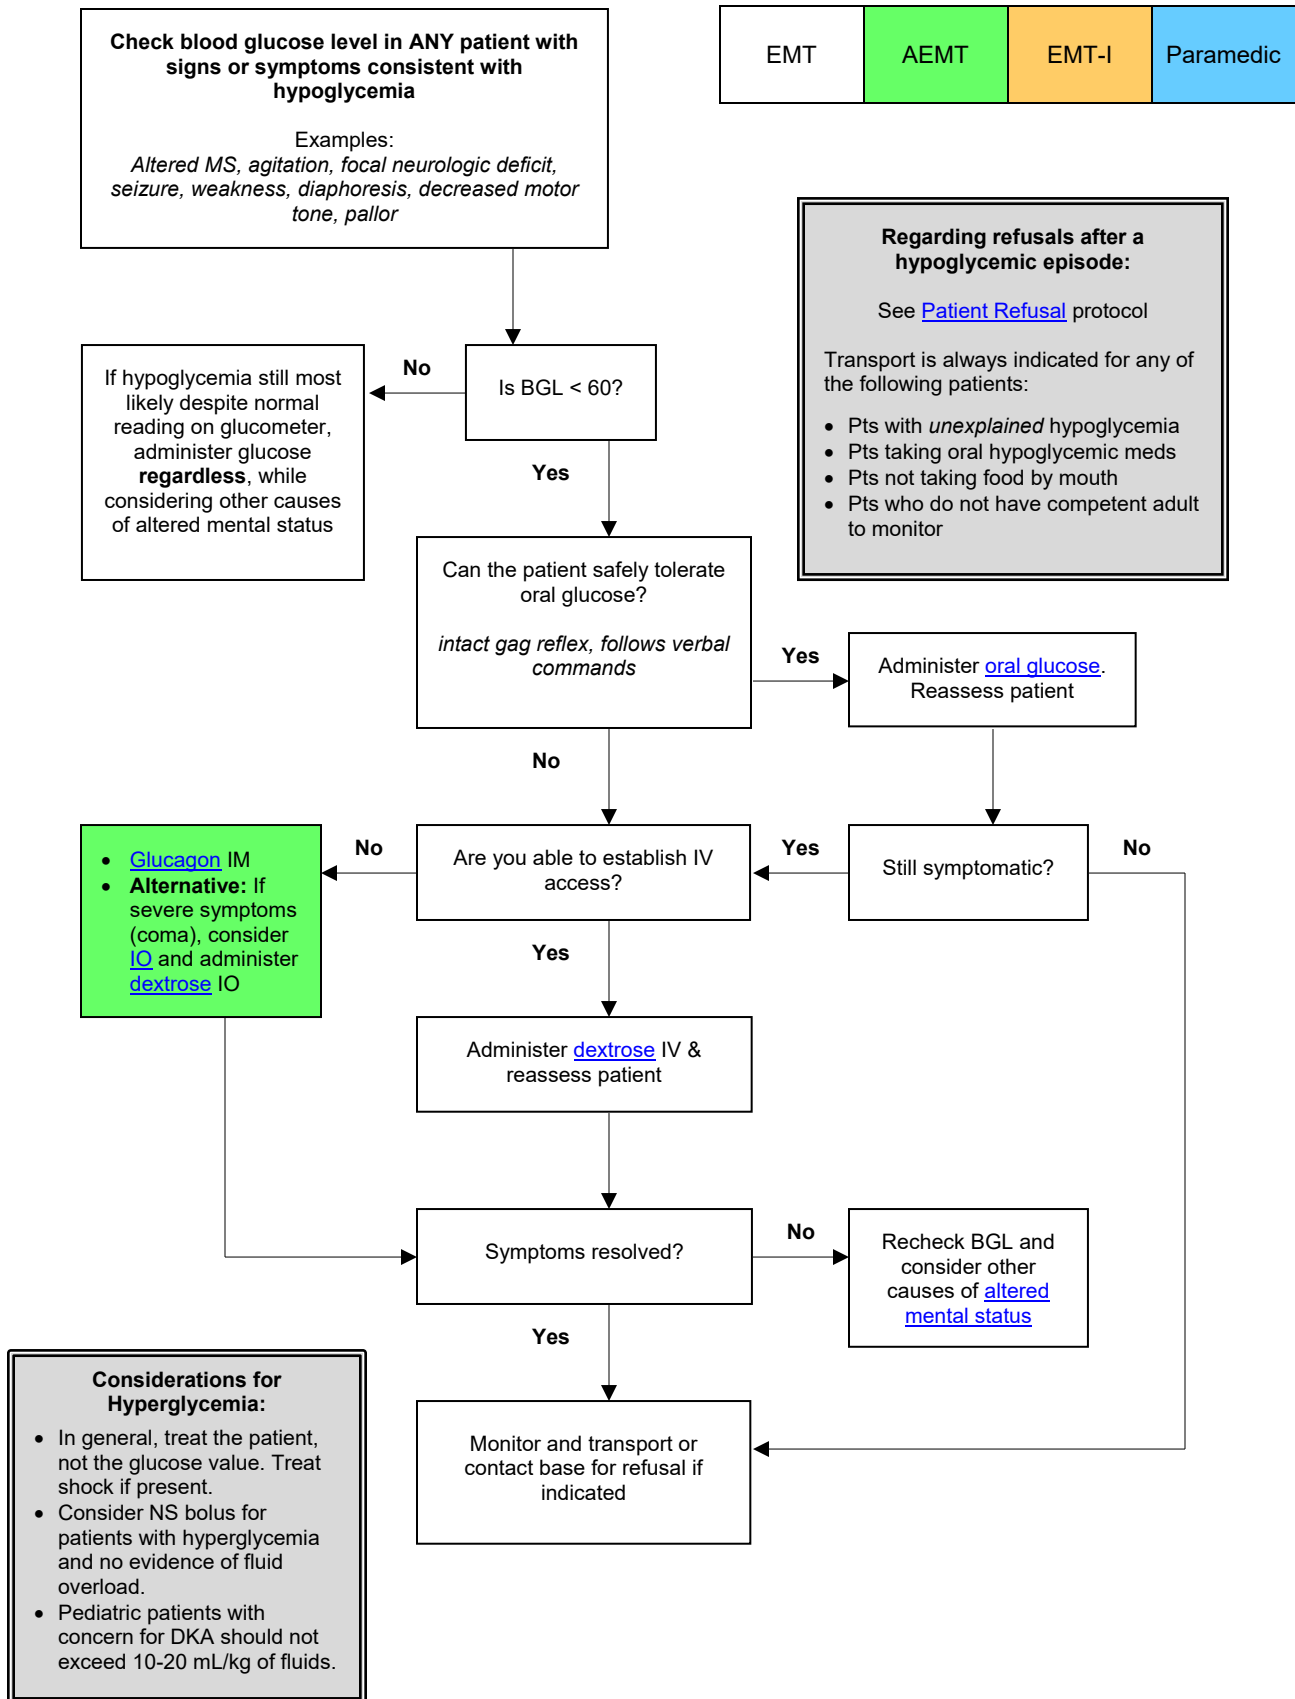 Check blood glucose level in ANY patient with
signs or symptoms consistent with
hypoglycemia
Examples:
Altered MS, agitation, focal neurologic deficit,
seizure, weakness, diaphoresis, decreased motor
tone, pallor
EMT
AEMT
EMT-I
Paramedic
Regarding refusals after a
hypoglycemic episode:
See Patient Refusal protocol
Transport is always indicated for any of
the following patients:
• Pts with unexplained hypoglycemia
• Pts taking oral hypoglycemic meds
• Pts not taking food by mouth
• Pts who do not have competent adult
to monitor
Is BGL < 60?
No
If hypoglycemia still most
likely despite normal
reading on glucometer,
administer glucose
regardless, while
considering other causes
of altered mental status
Yes
Can the patient safely tolerate
oral glucose?
intact gag reflex, follows verbal
commands
Yes
Administer oral glucose.
Reassess patient
No
Are you able to establish IV
access?
Yes
Still symptomatic?
No
No
• Glucagon IM
• Alternative: If
severe symptoms
(coma), consider
IO and administer
dextrose IO
Yes
Administer dextrose IV &
reassess patient
Symptoms resolved?
No
Recheck BGL and
consider other
causes of altered
mental status
Yes
Monitor and transport or
contact base for refusal if
indicated
Considerations for
Hyperglycemia:
• In general, treat the patient,
not the glucose value. Treat
shock if present.
• Consider NS bolus for
patients with hyperglycemia
and no evidence of fluid
overload.
• Pediatric patients with
concern for DKA should not
exceed 10-20 mL/kg of fluids.